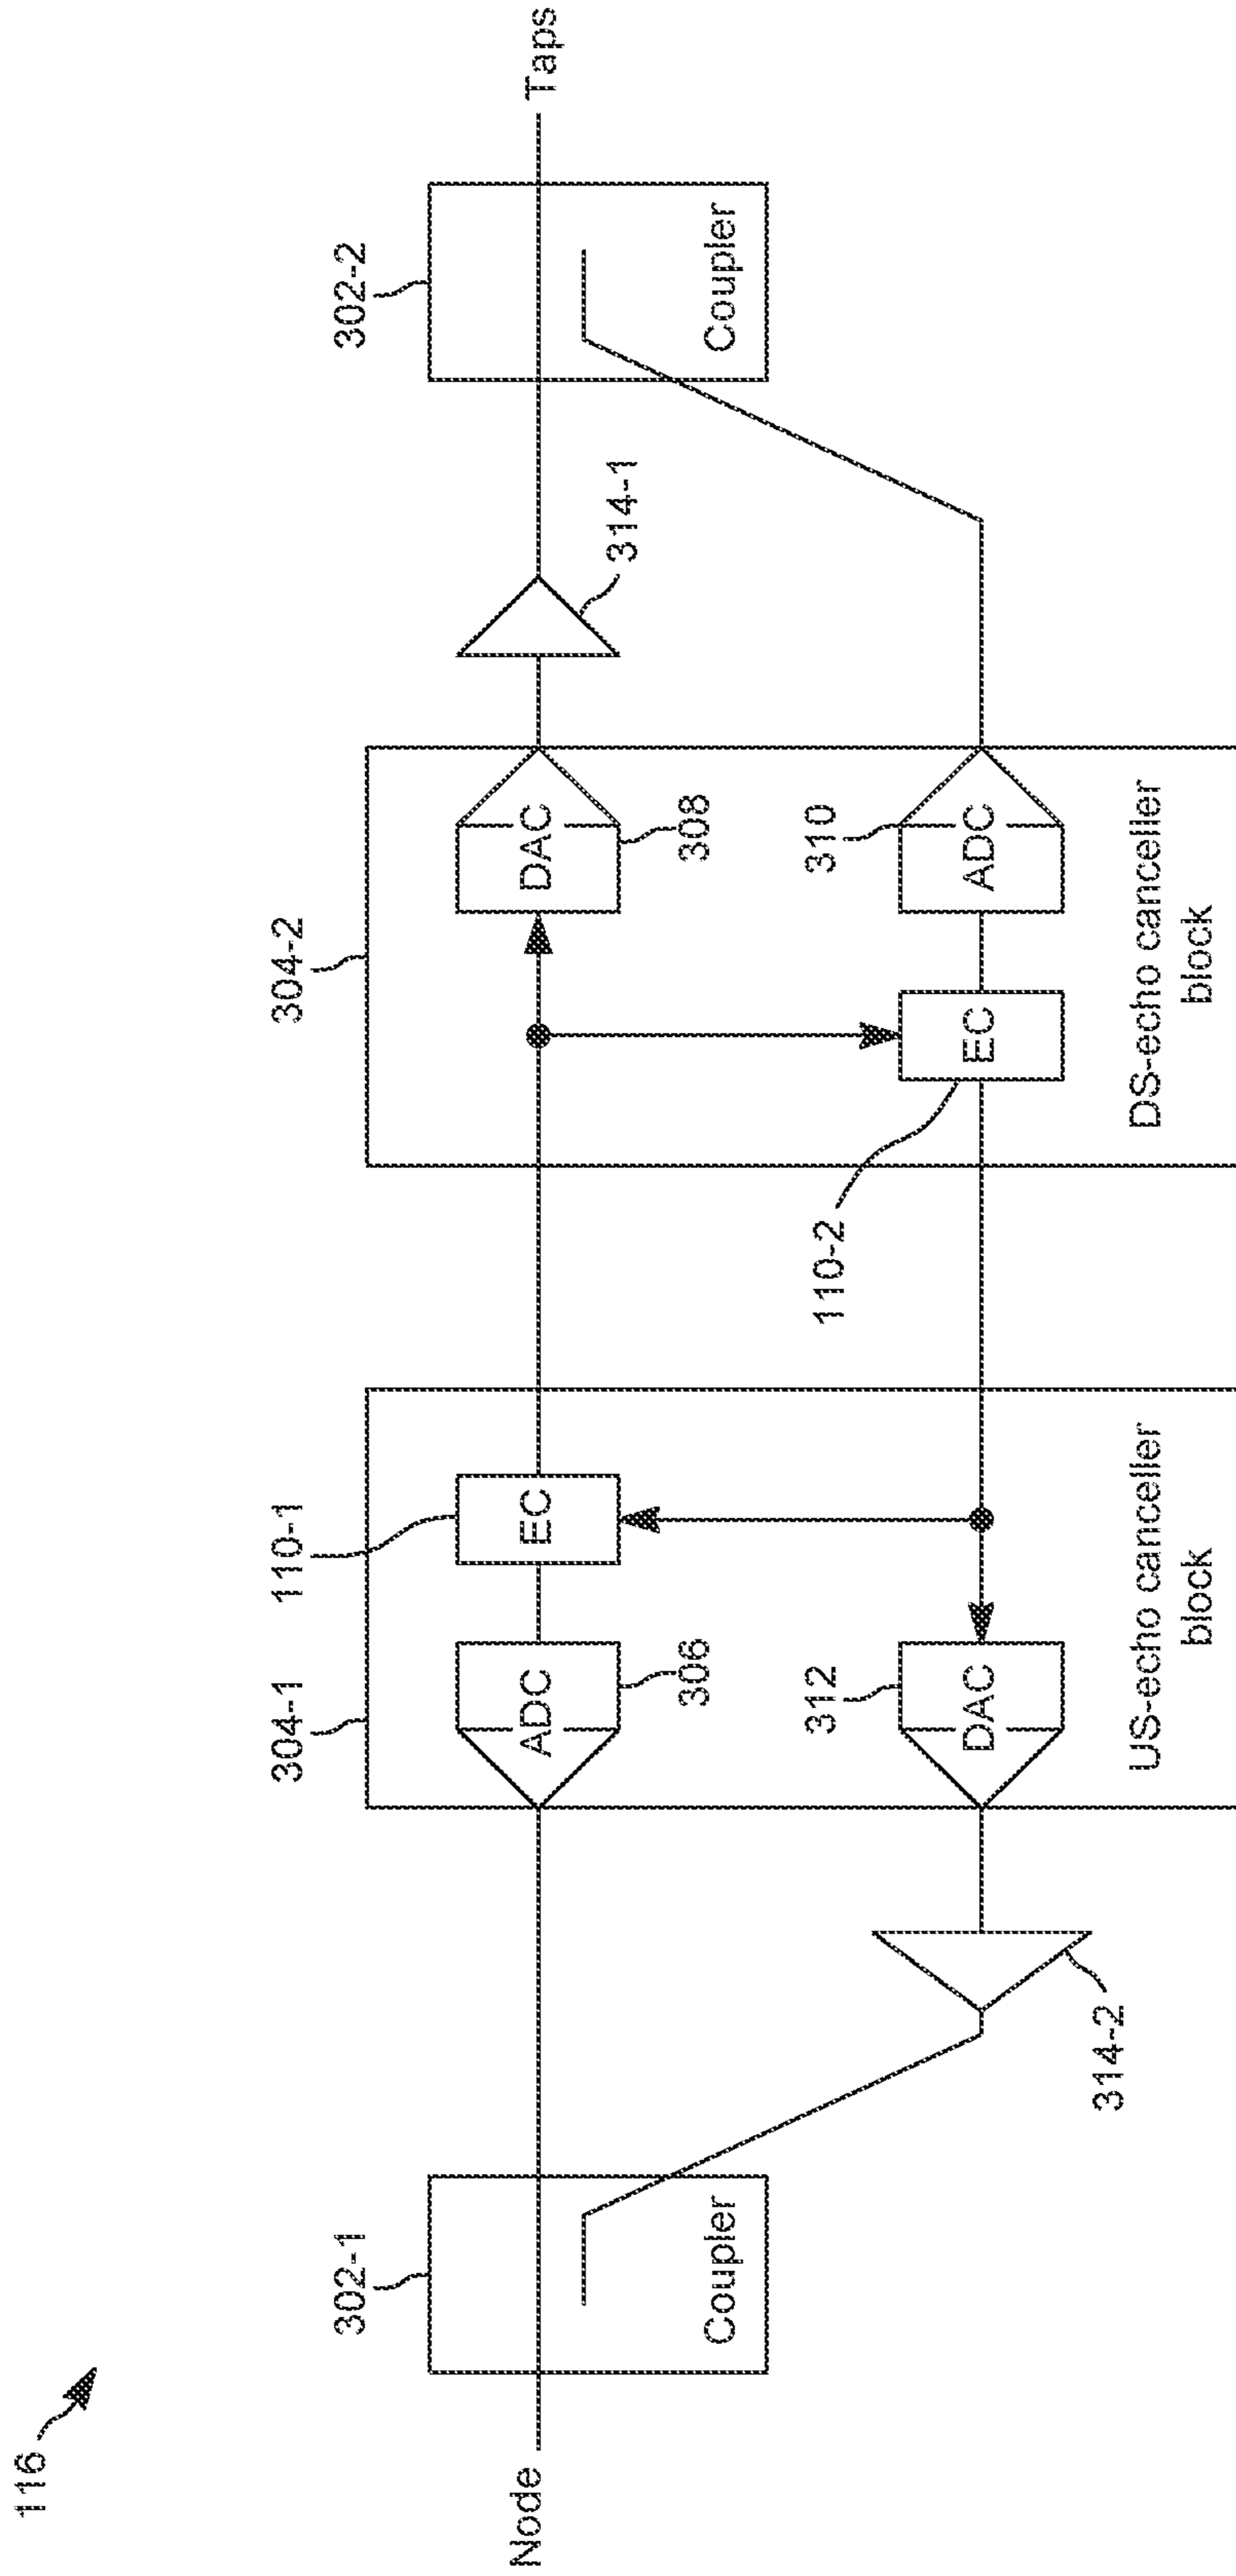 116
Node
302-1
Coupler
304-1
ADC
306
110-1
EC
312
DAC
US-echo canceller
block
314-2
304-2
DAC
308
310
ADC
EC
110-2
DS-echo canceller
block
314-1
302-2
Coupler
Taps